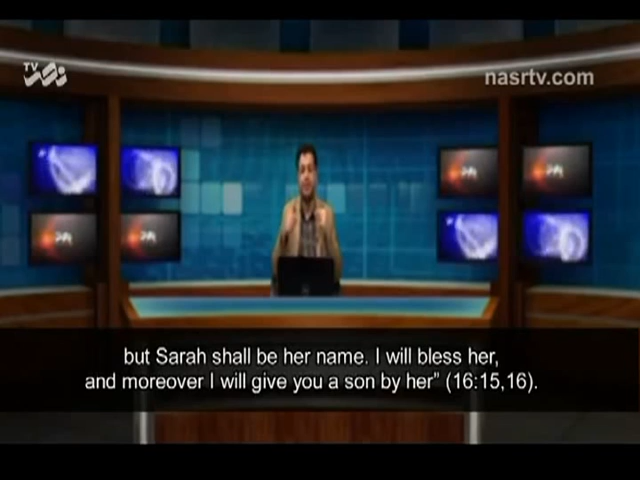 TV
nasrtv.com
but Sarah shall be her name. I will bless her,
and moreover I will give you a son by her” (16:15,16).